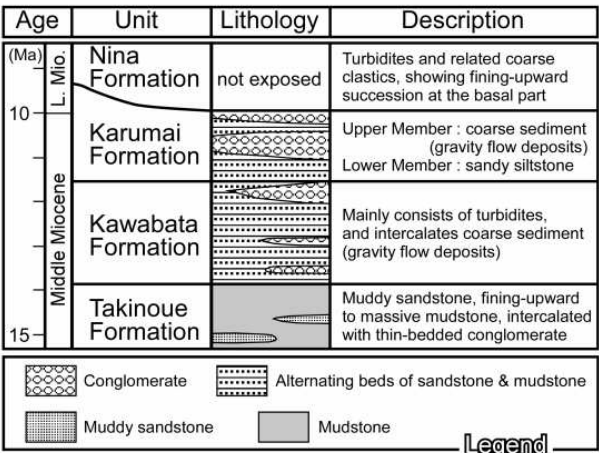 Age Unit Lithology Description
(Ma)
L. Mio.
Nina
Formation
not exposed
Turbidites and related coarse
clastics, showing fining-upward
succession at the basal part
10
Middle Miocene
Karumai
Formation
Upper Member : coarse sediment
(gravity flow deposits)
Lower Member : sandy siltstone
Kawabata
Formation
Mainly consists of turbidites,
and intercalates coarse sediment
(gravity flow deposits)
Takinoue
Formation
Muddy sandstone, fining-upward
to massive mudstone, intercalated
with thin-bedded conglomerate
15
Conglomerate
Alternating beds of sandstone & mudstone
Muddy sandstone
Mudstone
Legend